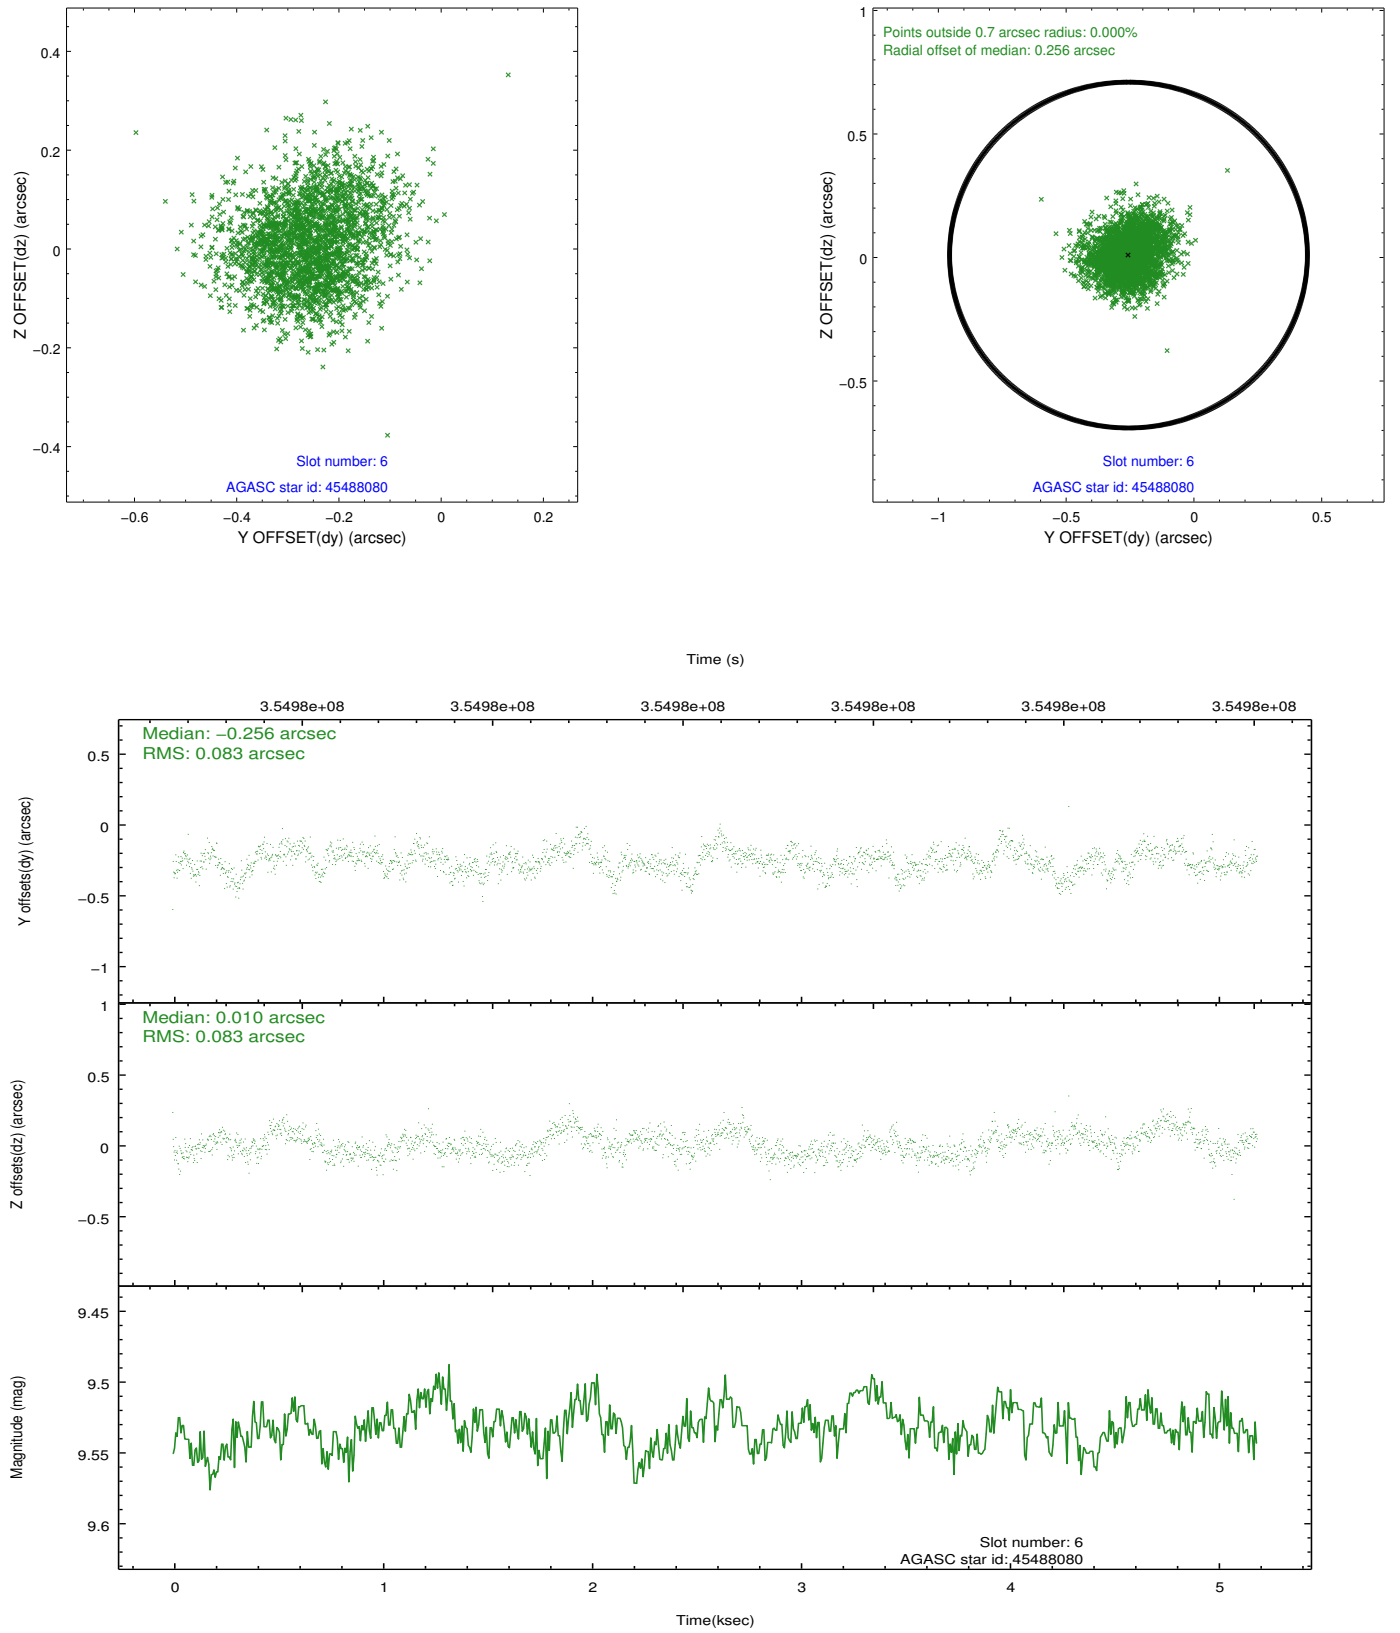 0.4
0.2
0
−0.2
−0.4
Z OFFSET(dz) (arcsec)
Slot number: 6
AGASC star id: 45488080
−0.6 −0.4 −0.2 0 0.2
Y OFFSET(dy) (arcsec)
1
0.5
0
−0.5
Z OFFSET(dz) (arcsec)
Points outside 0.7 arcsec radius: 0.000%
Radial offset of median: 0.256 arcsec
Slot number: 6
AGASC star id: 45488080
−1 −0.5 0 0.5
Y OFFSET(dy) (arcsec)
Time (s)
3.5498e+08 3.5498e+08 3.5498e+08 3.5498e+08 3.5498e+08 3.5498e+08
Median: −0.256 arcsec
RMS: 0.083 arcsec
0.5
0
−0.5
−1
Y offsets(dy) (arcsec)
Median: 0.010 arcsec
RMS: 0.083 arcsec
1
0.5
0
−0.5
Z offsets(dz) (arcsec)
9.45
9.5
9.55
9.6
Magnitude (mag)
Slot number: 6
AGASC star id: 45488080
0 1 2 3 4 5
Time(ksec)